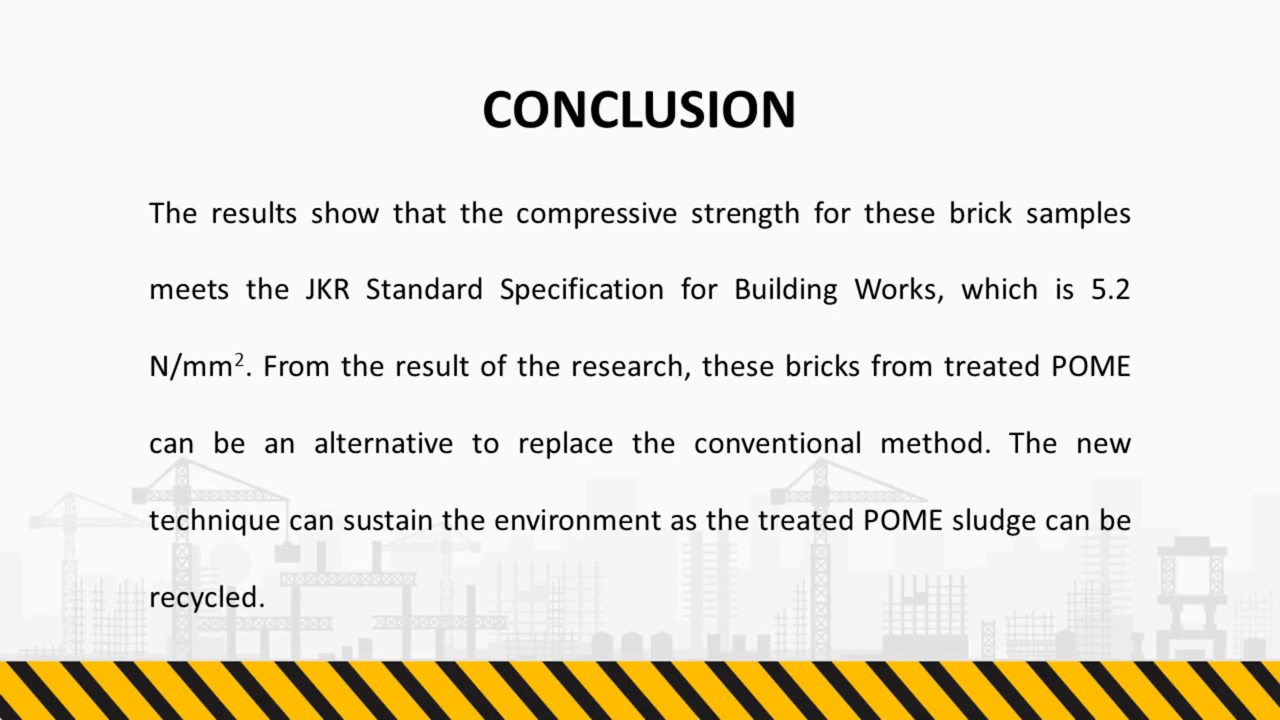 CONCLUSION
The results show that the compressive strength for these brick samples
meets the JKR Standard Specification for Building Works, which is 5.2
N/mm². From the result of the research, these bricks from treated POME
can be an alternative to replace the conventional method. The new
technique can sustain the environment as the treated POME sludge can be
recycled.